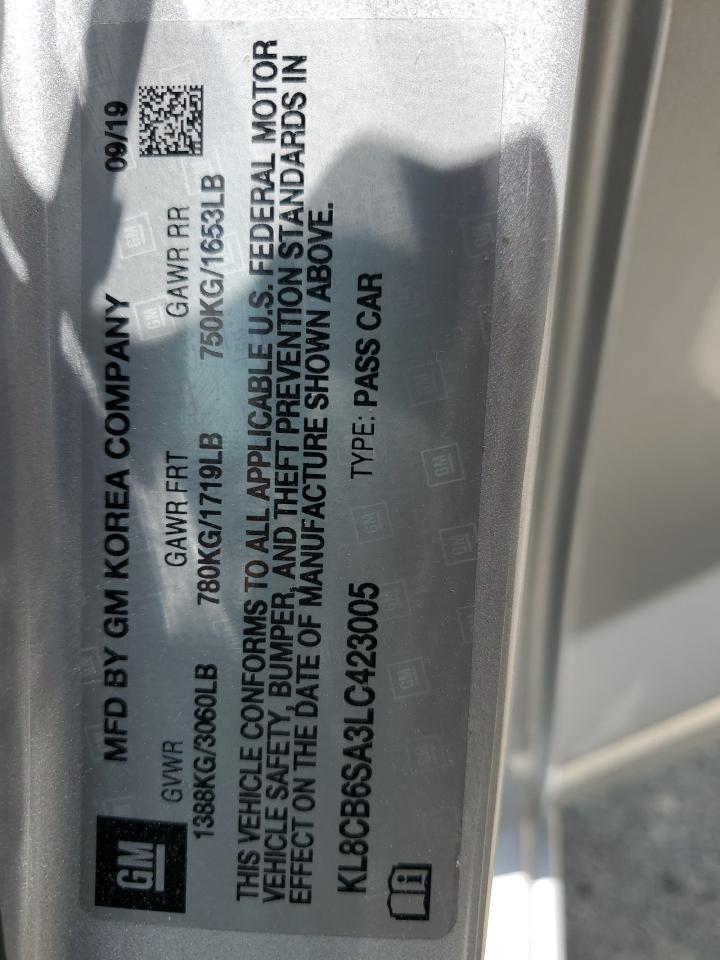 GM
MFD BY GM KOREA COMPANY 09/19
GVWR GAWR FRT GAWR RR
1388KG/3060LB 780KG/1719LB 750KG/1653LB
THIS VEHICLE CONFORMS TO ALL APPLICABLE U.S. FEDERAL MOTOR
VEHICLE SAFETY, BUMPER, AND THEFT PREVENTION STANDARDS IN
EFFECT ON THE DATE OF MANUFACTURE SHOWN ABOVE.
KL8CB6SA3LC423005 TYPE: PASS CAR